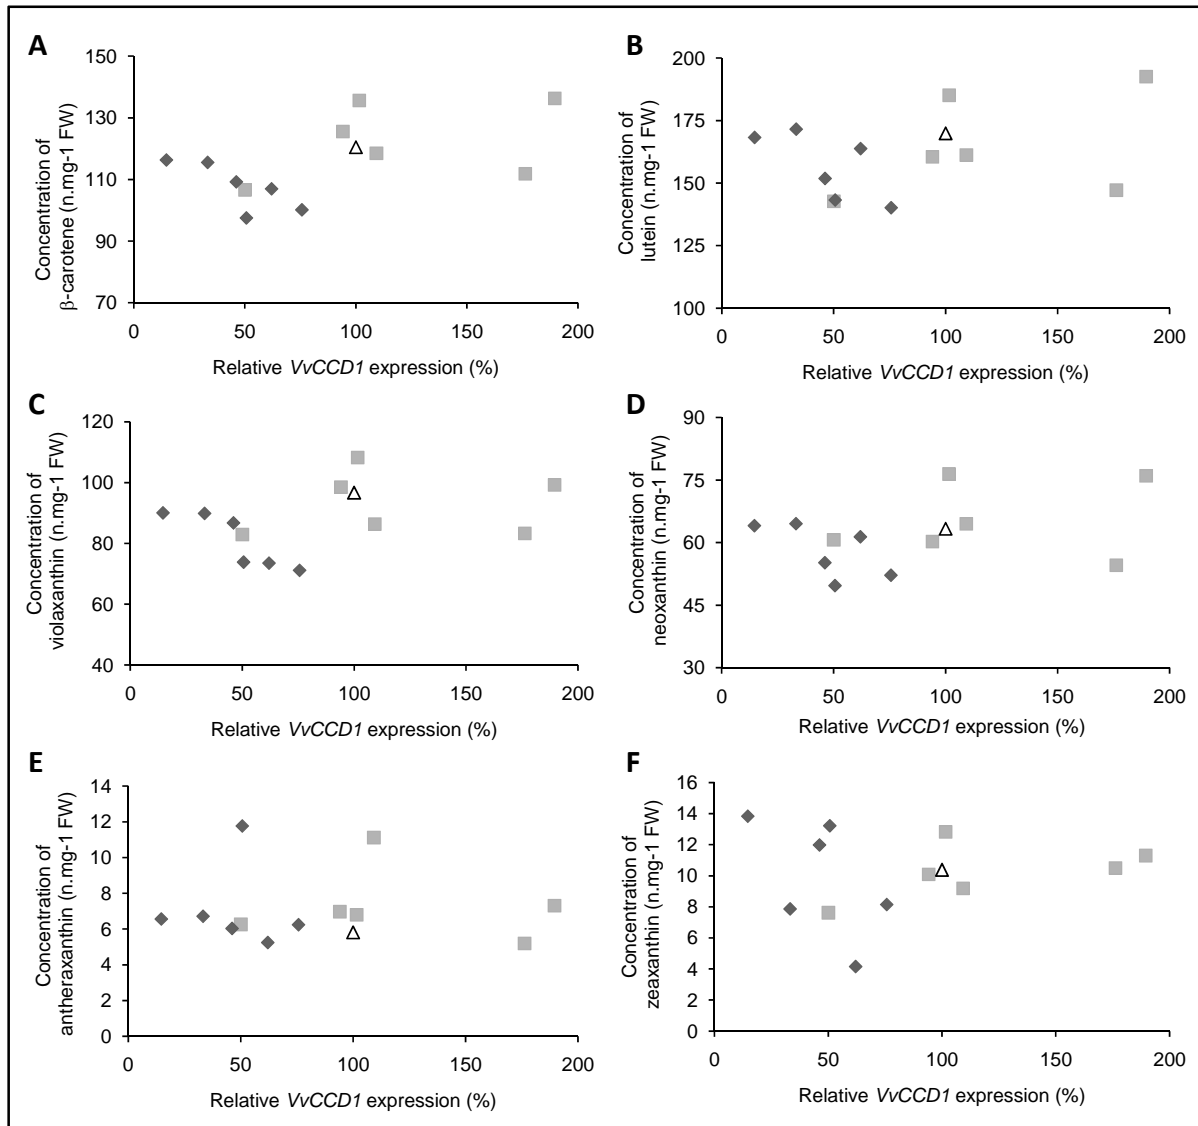 A
Concentration of
β-carotene (n.mg-1 FW)
150
130
110
90
70
0 50 100 150 200
Relative VvCCD1 expression (%)
B
Concentration of
lutein (n.mg-1 FW)
200
175
150
125
100
0 50 100 150 200
Relative VvCCD1 expression (%)
C
Concentration of
violaxanthin (n.mg-1 FW)
120
100
80
60
40
0 50 100 150 200
Relative VvCCD1 expression (%)
D
Concentration of
neoxanthin (n.mg-1 FW)
90
75
60
45
30
0 50 100 150 200
Relative VvCCD1 expression (%)
E
Concentration of
antheraxanthin (n.mg-1 FW)
14
12
10
8
6
4
2
0
0 50 100 150 200
Relative VvCCD1 expression (%)
F
Concentration of
zeaxanthin (n.mg-1 FW)
16
14
12
10
8
6
4
2
0
0 50 100 150 200
Relative VvCCD1 expression (%)